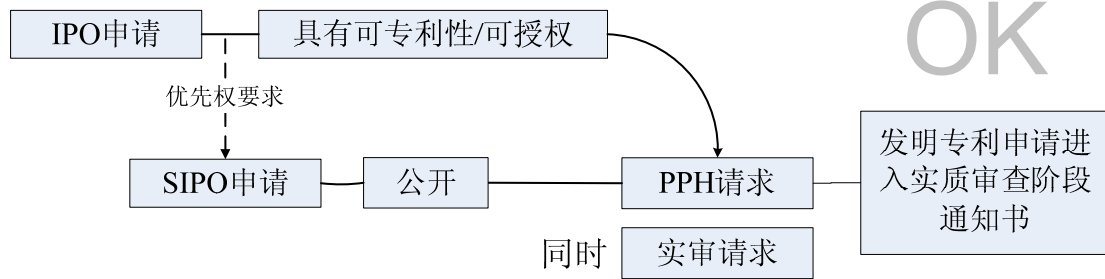 IPO申请
具有可专利性/可授权
OK
优先权要求
SIPO申请
公开
PPH请求
发明专利申请进
入实质审查阶段
通知书
同时
实审请求